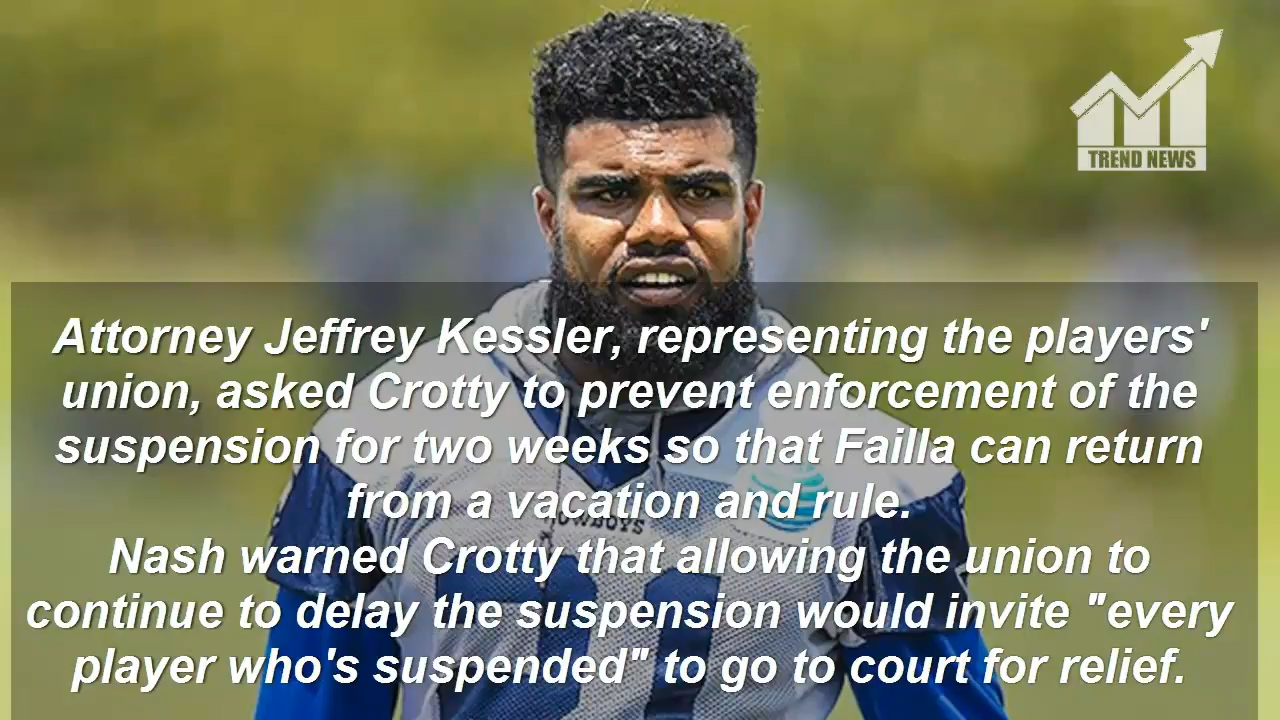 TREND NEWS
Attorney Jeffrey Kessler, representing the players'
union, asked Crotty to prevent enforcement of the
suspension for two weeks so that Failla can return
from a vacation and rule.
COWBOYS
Nash warned Crotty that allowing the union to
continue to delay the suspension would invite "every
player who's suspended" to go to court for relief.